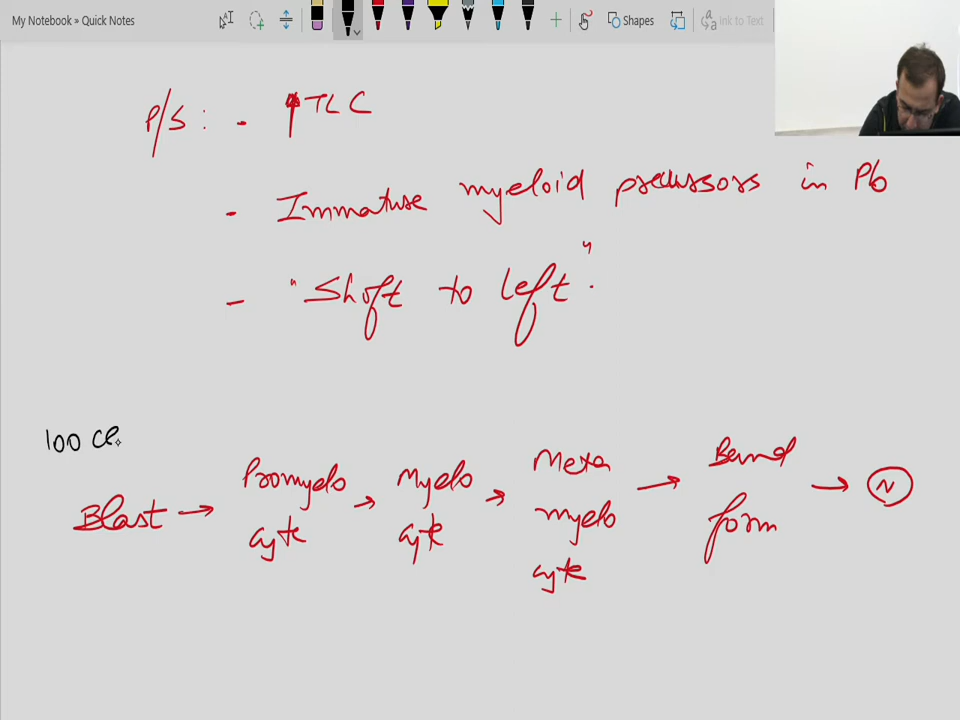 My Notebook » Quick Notes
Shapes
Ink to Text
P/S : - ↑ TLC
- Immature myeloid precussors in Pb
- "Shift to left".
100 Ce
Blast → Promyelo cyte → Myelo cyte → Meta myelo cyte → Band form → N